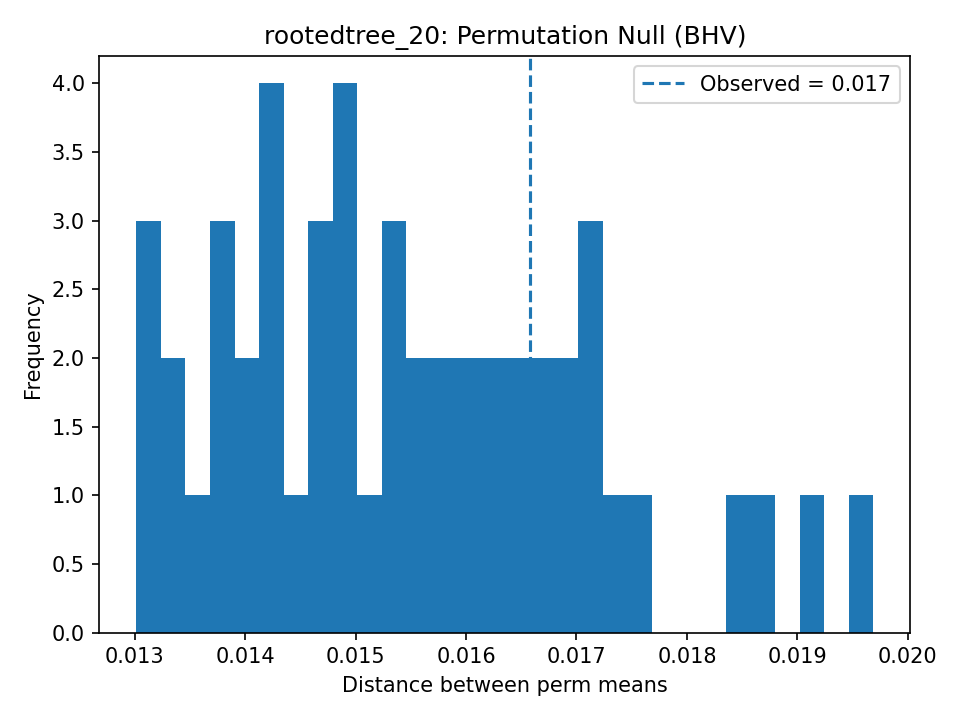 rootedtree_20: Permutation Null (BHV)
Observed = 0.017
4.0
3.5
3.0
2.5
2.0
1.5
1.0
0.5
0.0
Frequency
0.013 0.014 0.015 0.016 0.017 0.018 0.019 0.020
Distance between perm means